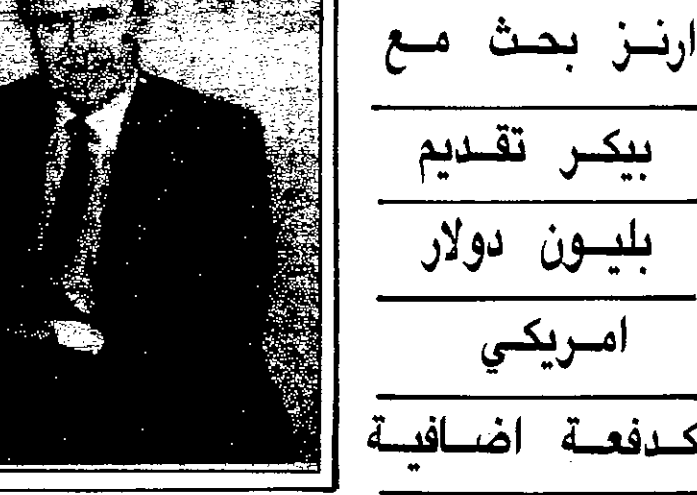 ارنز بحث مع
بيكر تقديم
بليون دولار
امريكي
كدفعة اضافية